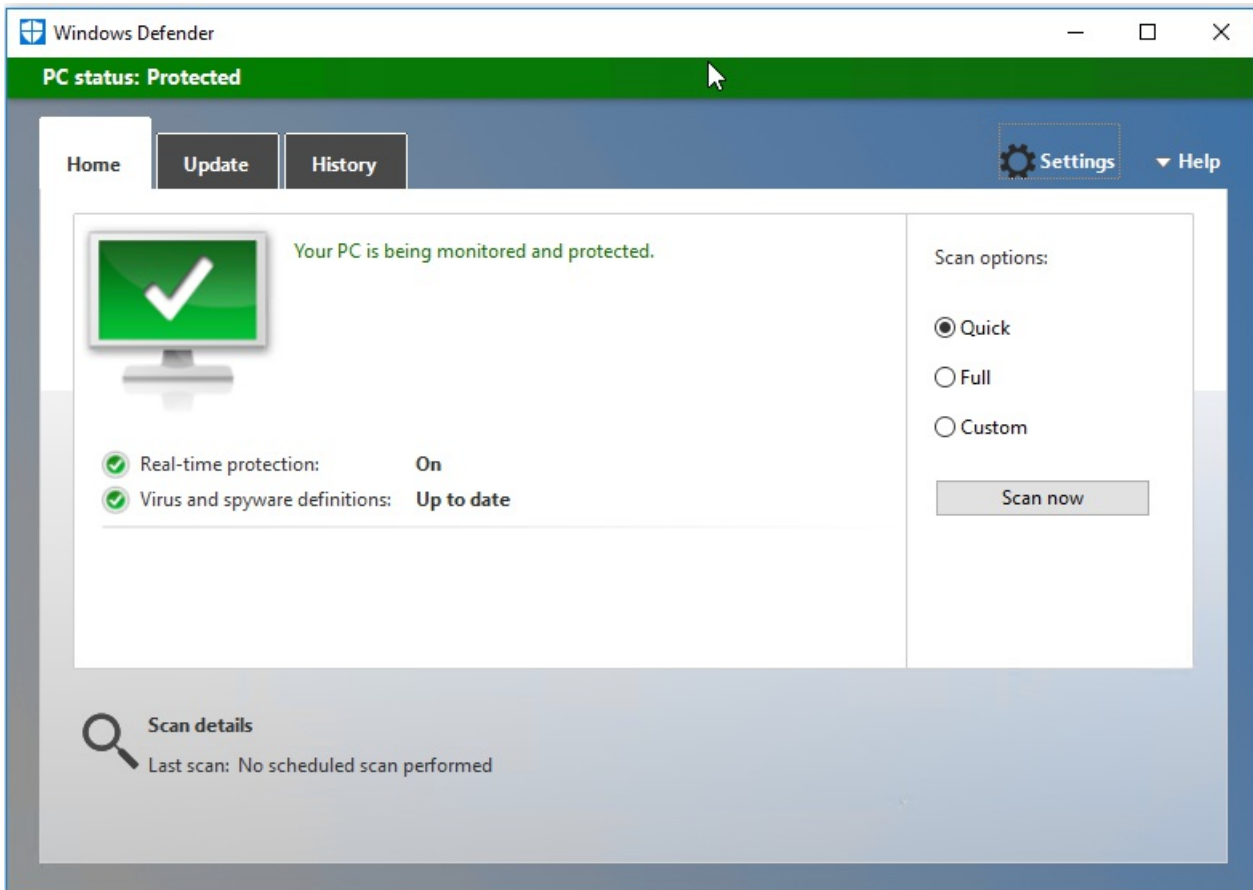 Windows Defender
PC status: Protected
Home Update History Settings Help
Your PC is being monitored and protected.
Scan options:
Quick
Full
Custom
Real-time protection: On
Virus and spyware definitions: Up to date
Scan now
Scan details
Last scan: No scheduled scan performed